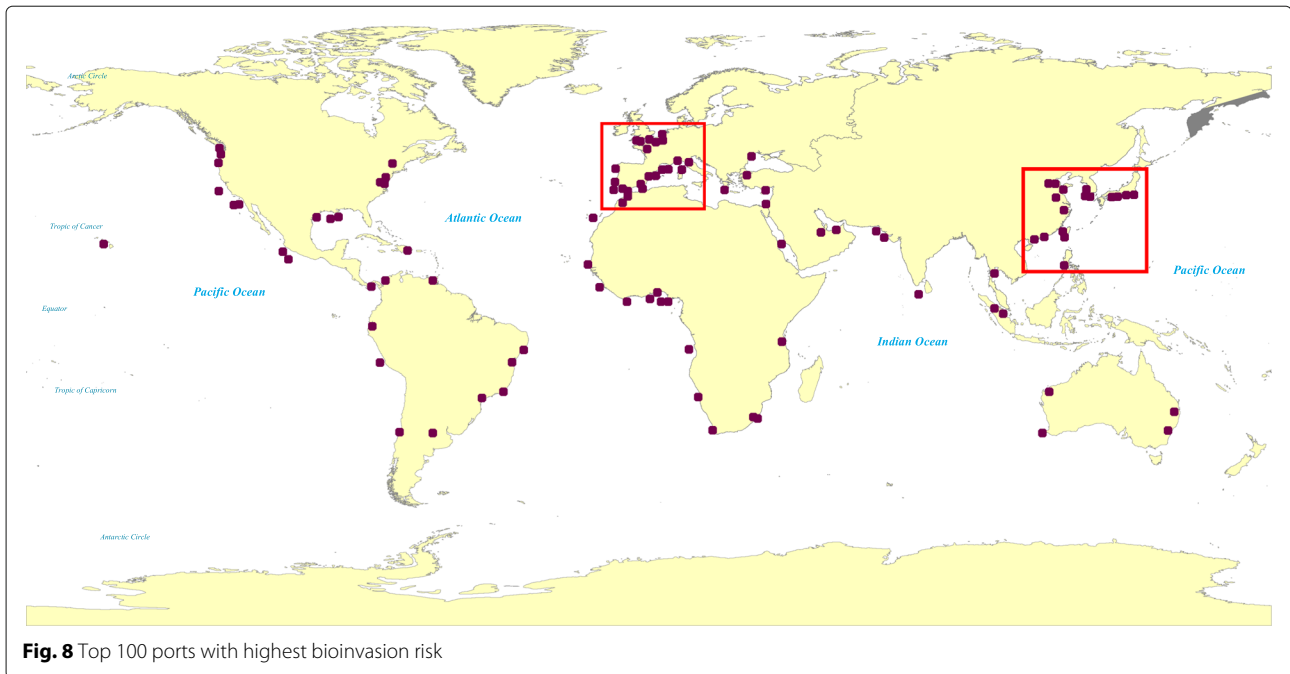 Arctic Circle
Atlantic Ocean
Tropic of Cancer
Pacific Ocean
Pacific Ocean
Equator
Indian Ocean
Tropic of Capricorn
Antarctic Circle
Fig. 8 Top 100 ports with highest bioinvasion risk